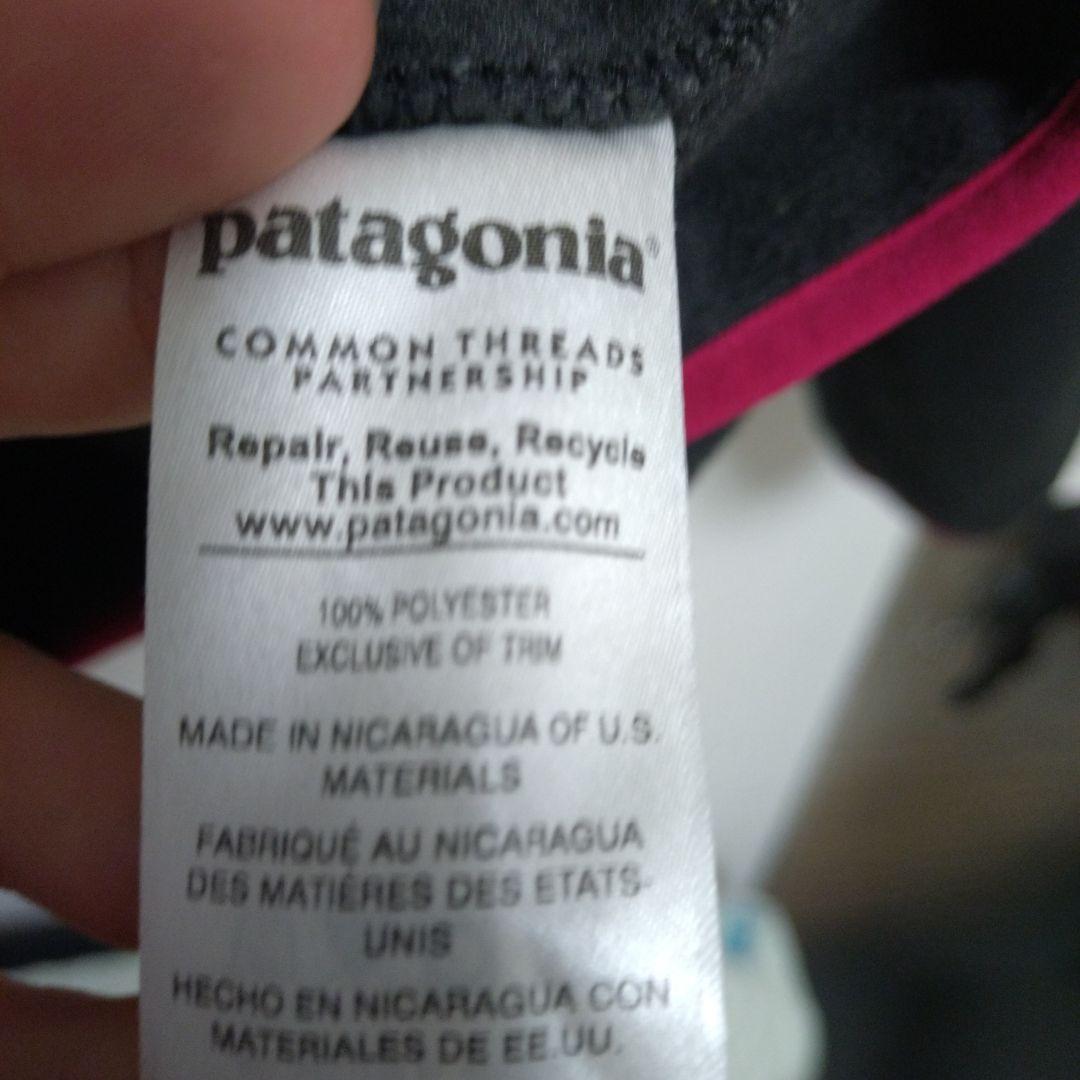 patagonia®
COMMON THREADS
PARTNERSHIP
Repair, Reuse, Recycle
This Product
www.patagonia.com
100% POLYESTER
EXCLUSIVE OF TRIM
MADE IN NICARAGUA OF U.S.
MATERIALS
FABRIQUÉ AU NICARAGUA
DES MATIÉRES DES ETATS-
UNIS
HECHO EN NICARAGUA CON
MATERIALES DE EE.UU.